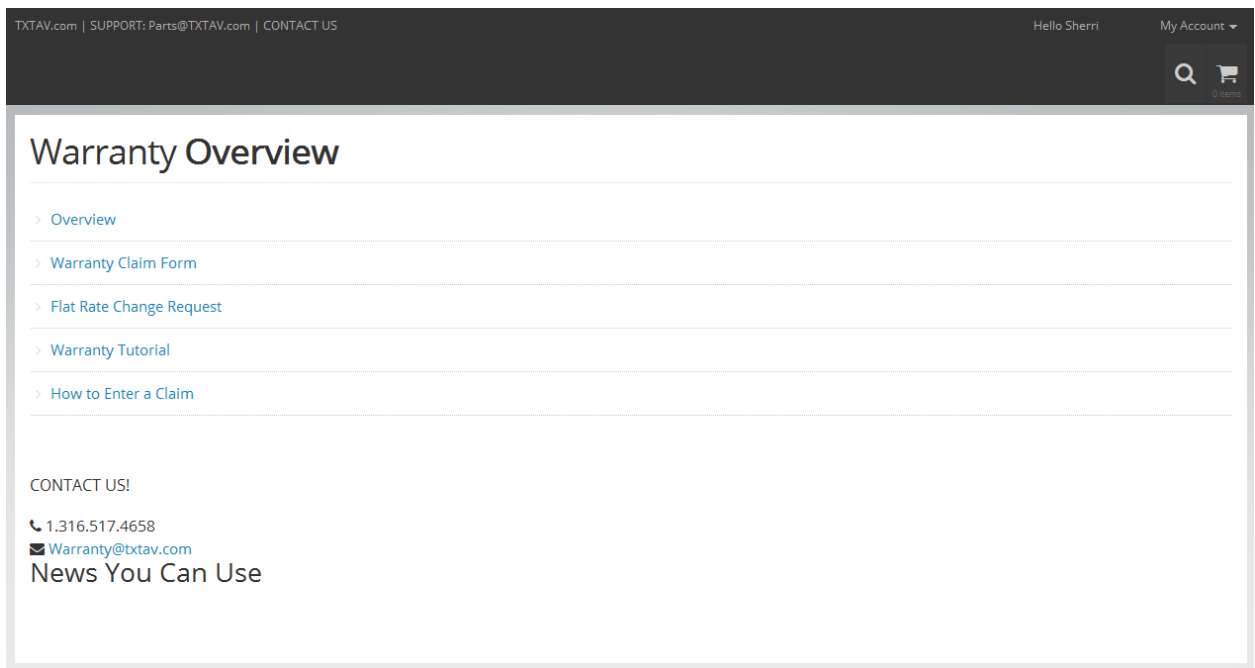 TXTAV.com | SUPPORT: Parts@TXTAV.com | CONTACT US Hello Sherri My Account
0 items
Warranty Overview
Overview
Warranty Claim Form
Flat Rate Change Request
Warranty Tutorial
How to Enter a Claim
CONTACT US!
1.316.517.4658
Warranty@txtav.com
News You Can Use